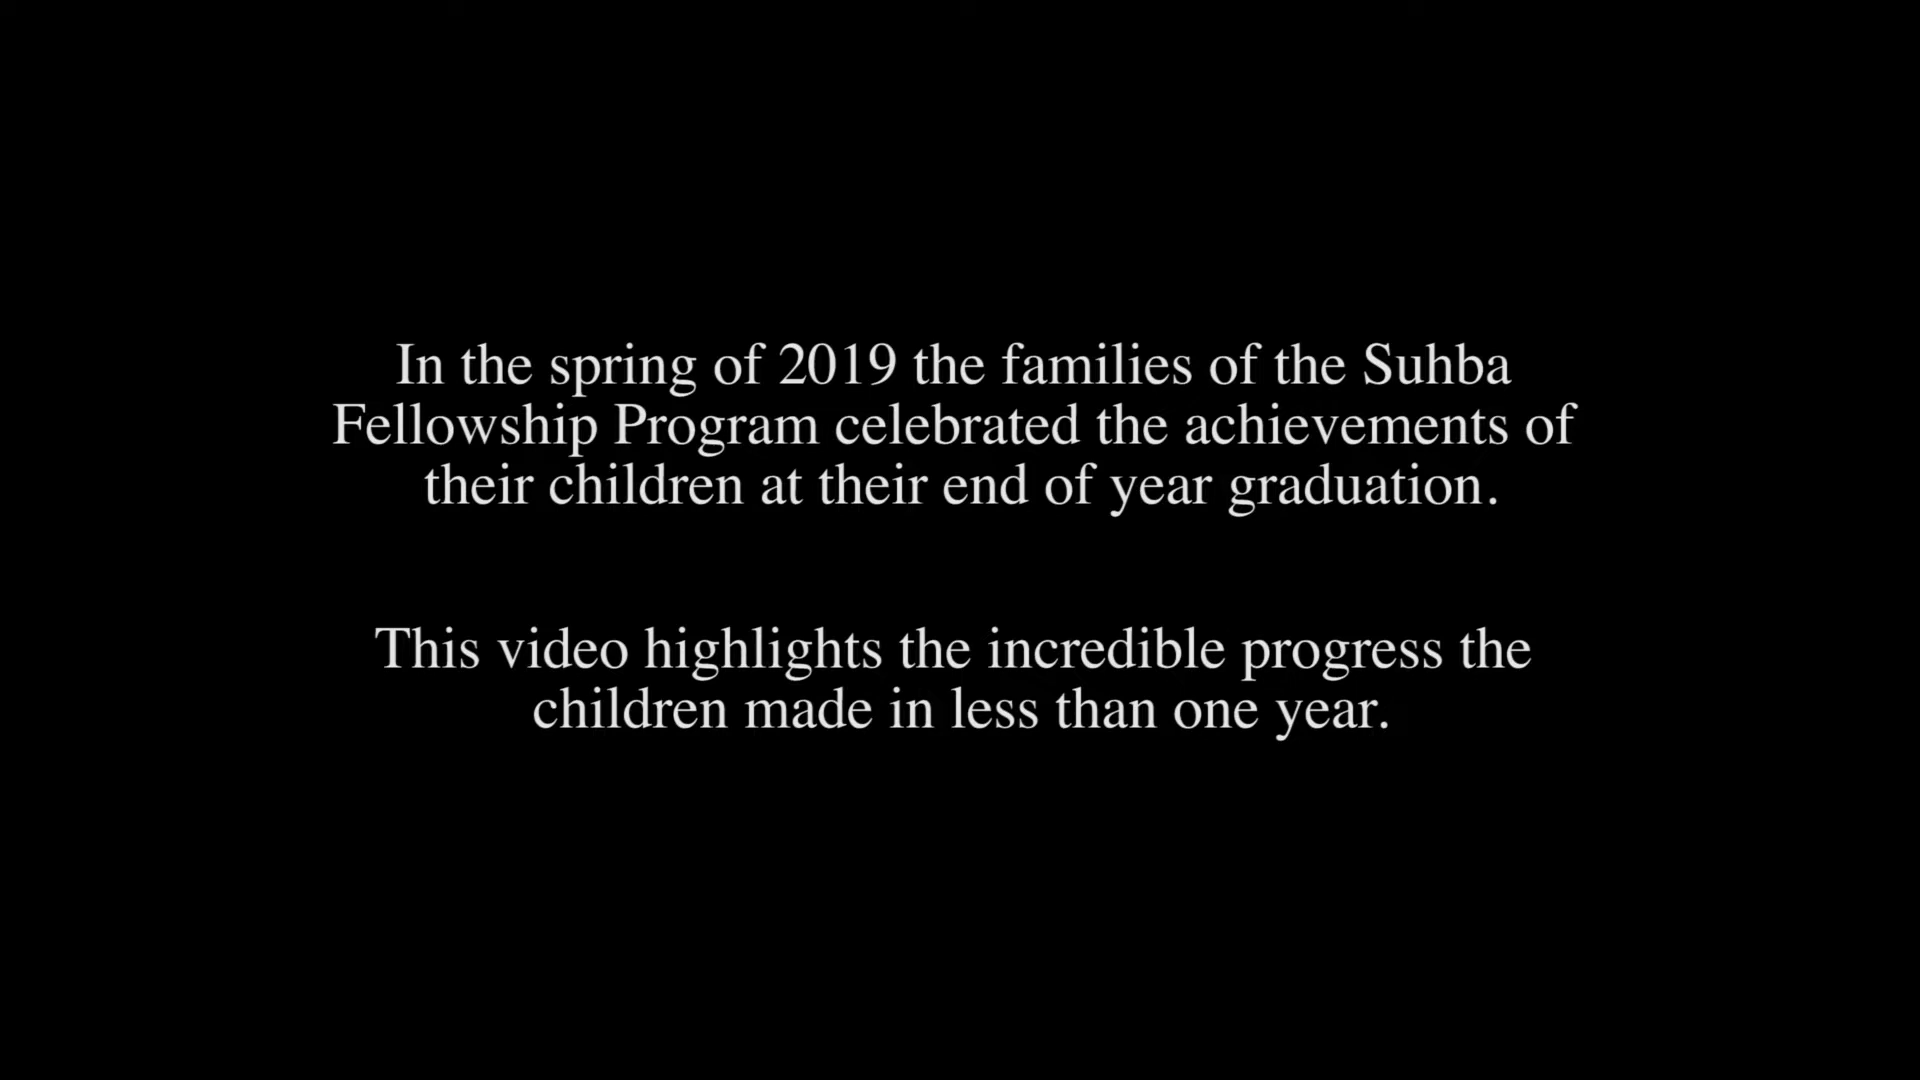 In the spring of 2019 the families of the Suhba
Fellowship Program celebrated the achievements of
their children at their end of year graduation.
This video highlights the incredible progress the
children made in less than one year.